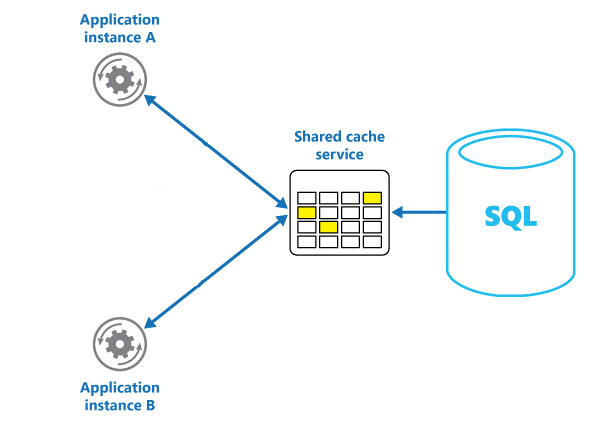 Application
instance A
Shared cache
service
SQL
Application
instance B